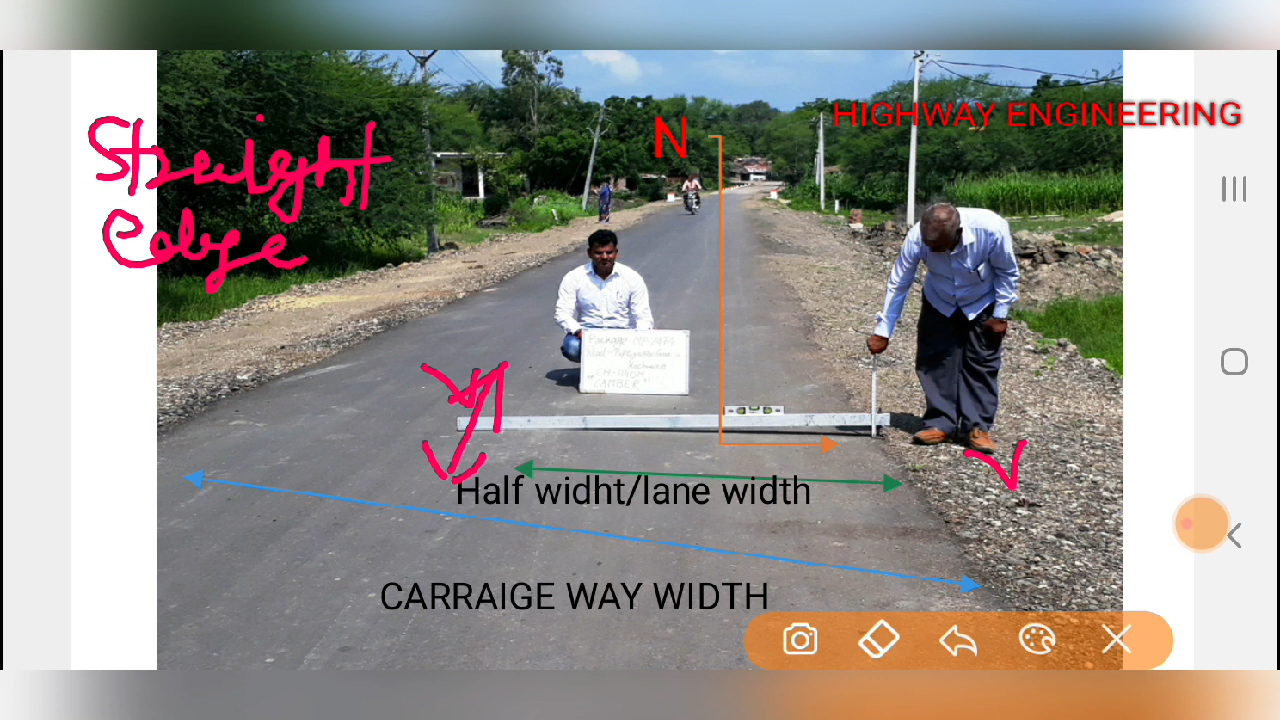 HIGHWAY ENGINEERING
Straight
Edge
N
CAMBER"
Half widht/lane width
CARRAIGE WAY WIDTH